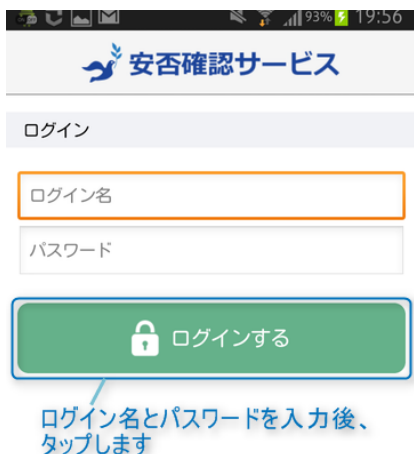 93% 19:56
安否確認サービス
ログイン
ログイン名
パスワード
ログインする
ログイン名とパスワードを入力後、
タップします